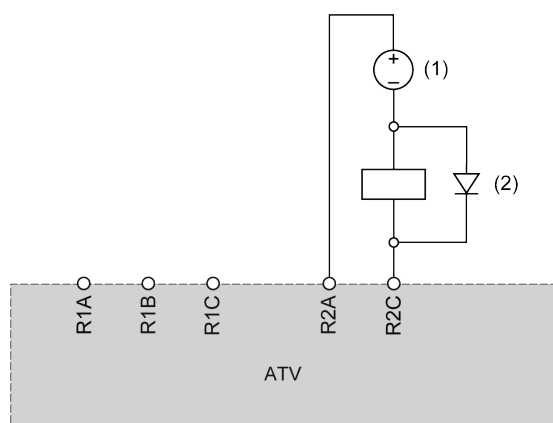 +
−
(1)
(2)
R1A
R1B
R1C
R2A
R2C
ATV